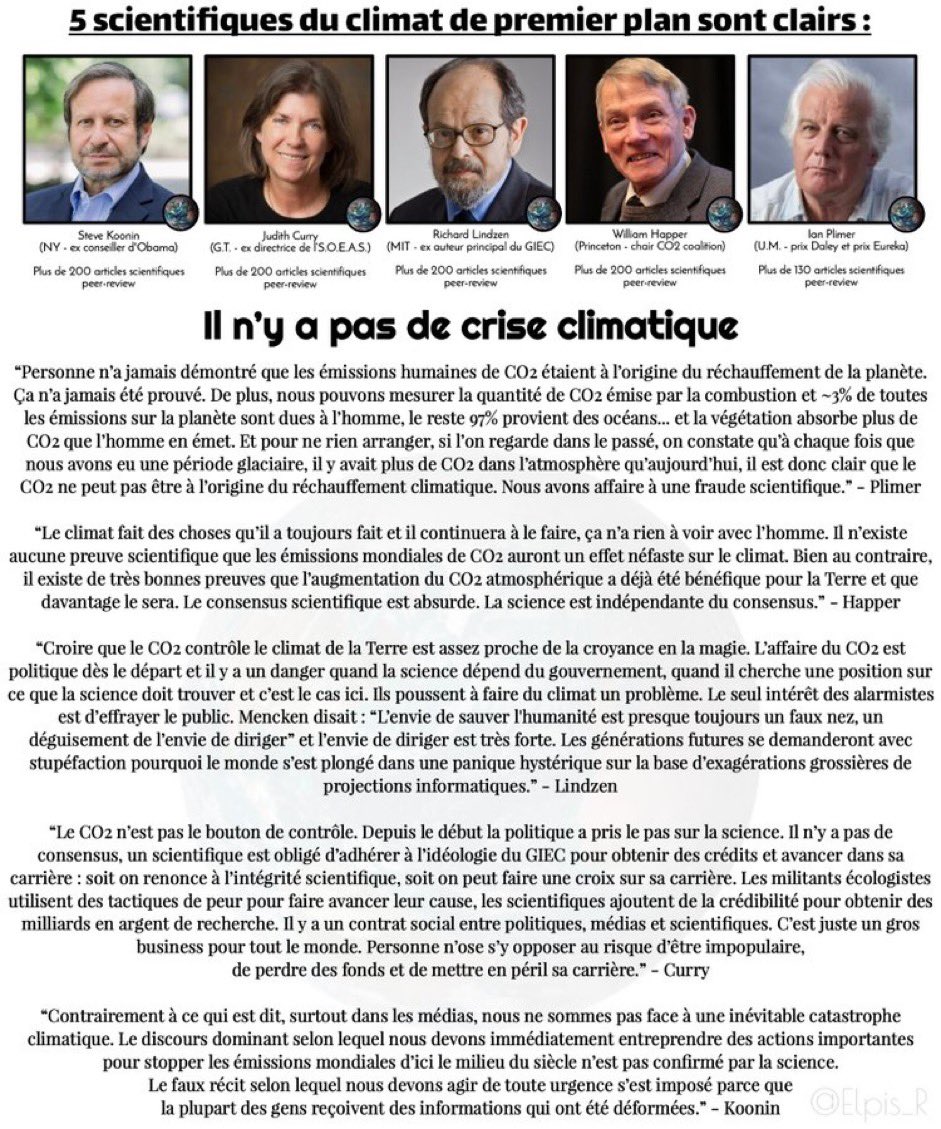 5 scientifiques du climat de premier plan sont clairs :
Steve Koonin
(NY - ex conseiller d'Obama)
Plus de 200 articles scientifiques
peer-review
Judith Curry
(G.T. - ex directrice de l'S.O.E.A.S.)
Plus de 200 articles scientifiques
peer-review
Richard Lindzen
(MIT - ex auteur principal du GIEC)
Plus de 200 articles scientifiques
peer-review
William Happer
(Princeton - chair CO2 coalition)
Plus de 200 articles scientifiques
peer-review
Ian Plimer
(U.M. - prix Daley et prix Eureka)
Plus de 130 articles scientifiques
peer-review
Il n'y a pas de crise climatique
“Personne n'a jamais démontré que les émissions humaines de CO2 étaient à l'origine du réchauffement de la planète.
Ça n'a jamais été prouvé. De plus, nous pouvons mesurer la quantité de CO2 émise par la combustion et ~3% de toutes
les émissions sur la planète sont dues à l'homme, le reste 97% provient des océans... et la végétation absorbe plus de
CO2 que l'homme en émet. Et pour ne rien arranger, si l'on regarde dans le passé, on constate qu'à chaque fois que
nous avons eu une période glaciaire, il y avait plus de CO2 dans l'atmosphère qu'aujourd'hui, il est donc clair que le
CO2 ne peut pas être à l'origine du réchauffement climatique. Nous avons affaire à une fraude scientifique.” - Plimer
“Le climat fait des choses qu'il a toujours fait et il continuera à le faire, ça n'a rien à voir avec l'homme. Il n'existe
aucune preuve scientifique que les émissions mondiales de CO2 auront un effet néfaste sur le climat. Bien au contraire,
il existe de très bonnes preuves que l'augmentation du CO2 atmosphérique a déjà été bénéfique pour la Terre et que
davantage le sera. Le consensus scientifique est absurde. La science est indépendante du consensus.” - Happer
“Croire que le CO2 contrôle le climat de la Terre est assez proche de la croyance en la magie. L'affaire du CO2 est
politique dès le départ et il y a un danger quand la science dépend du gouvernement, quand il cherche une position sur
ce que la science doit trouver et c'est le cas ici. Ils poussent à faire du climat un problème. Le seul intérêt des alarmistes
est d'effrayer le public. Mencken disait : “L'envie de sauver l'humanité est presque toujours un faux nez, un
déguisement de l'envie de diriger” et l'envie de diriger est très forte. Les générations futures se demanderont avec
stupéfaction pourquoi le monde s'est plongé dans une panique hystérique sur la base d'exagérations grossières de
projections informatiques.” - Lindzen
“Le CO2 n'est pas le bouton de contrôle. Depuis le début la politique a pris le pas sur la science. Il n'y a pas de
consensus, un scientifique est obligé d'adhérer à l'idéologie du GIEC pour obtenir des crédits et avancer dans sa
carrière : soit on renonce à l'intégrité scientifique, soit on peut faire une croix sur sa carrière. Les militants écologistes
utilisent des tactiques de peur pour faire avancer leur cause, les scientifiques ajoutent de la crédibilité pour obtenir des
milliards en argent de recherche. Il y a un contrat social entre politiques, médias et scientifiques. C'est juste un gros
business pour tout le monde. Personne n'ose s'y opposer au risque d'être impopulaire,
de perdre des fonds et de mettre en péril sa carrière.” - Curry
“Contrairement à ce qui est dit, surtout dans les médias, nous ne sommes pas face à une inévitable catastrophe
climatique. Le discours dominant selon lequel nous devons immédiatement entreprendre des actions importantes
pour stopper les émissions mondiales d'ici le milieu du siècle n'est pas confirmé par la science.
Le faux récit selon lequel nous devons agir de toute urgence s'est imposé parce que
la plupart des gens reçoivent des informations qui ont été déformées.” - Koonin
©Elpis_R